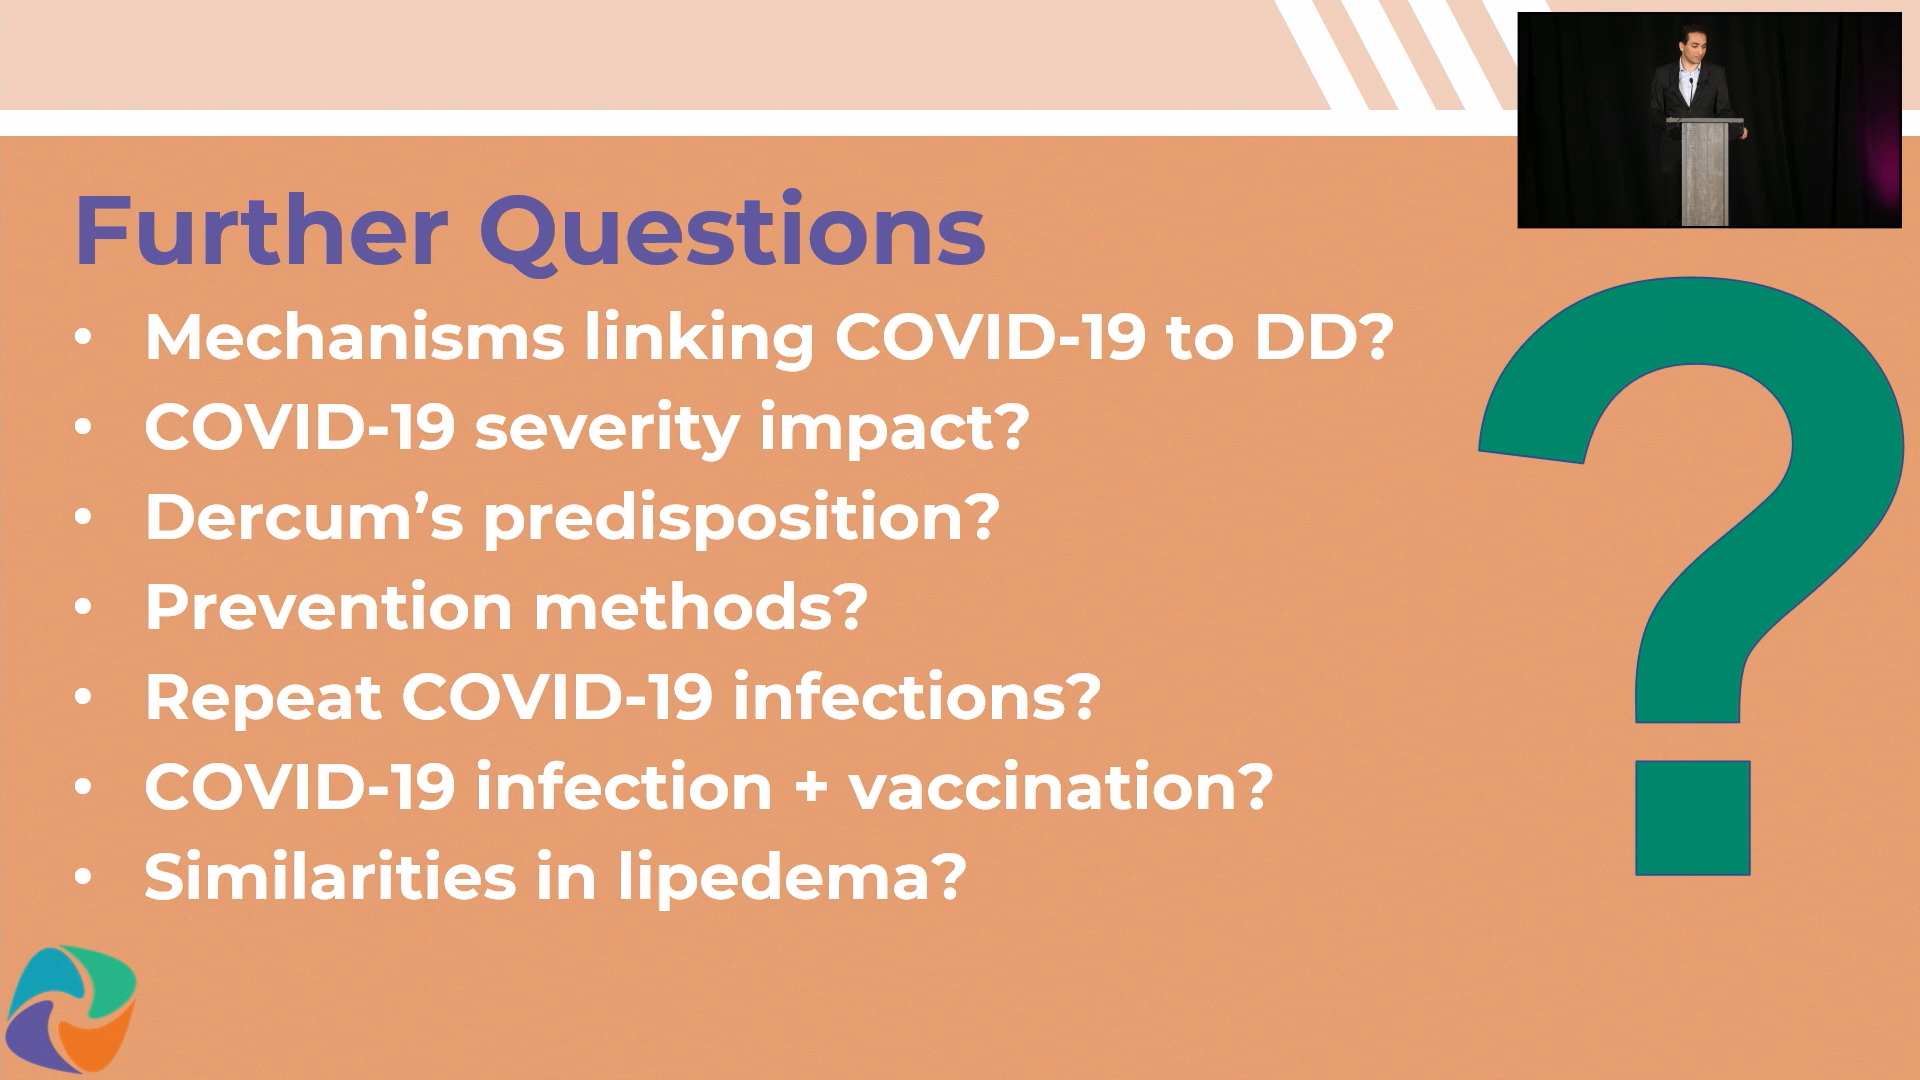 Further Questions
• Mechanisms linking COVID-19 to DD?
• COVID-19 severity impact?
• Dercum’s predisposition?
• Prevention methods?
• Repeat COVID-19 infections?
• COVID-19 infection + vaccination?
• Similarities in lipedema?
?